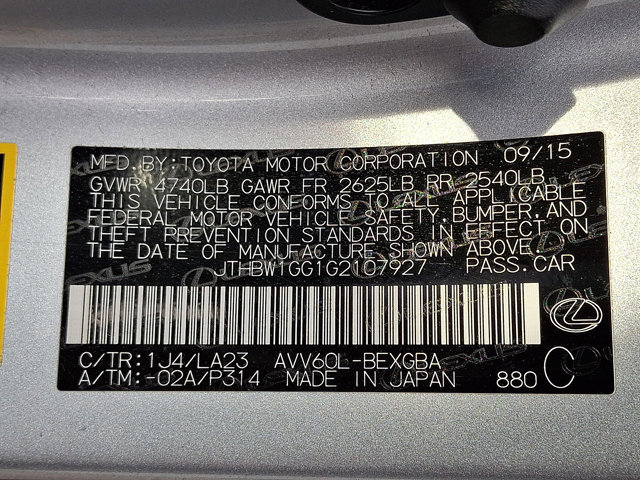 MFD.BY:TOYOTA MOTOR CORPORATION 09/15
GVWR 4740LB GAWR FR 2625LB RR 2540LB
THIS VEHICLE CONFORMS TO ALL APPLICABLE
FEDERAL MOTOR VEHICLE SAFETY,BUMPER,AND
THEFT PREVENTION STANDARDS IN EFFECT ON
THE DATE OF MANUFACTURE SHOWN ABOVE.
JTHBW1GG1G2107927 PASS.CAR
C/TR:1J4/LA23 AVV60L-BEXGBA
A/TM:-02A/P314 MADE IN JAPAN 880 C